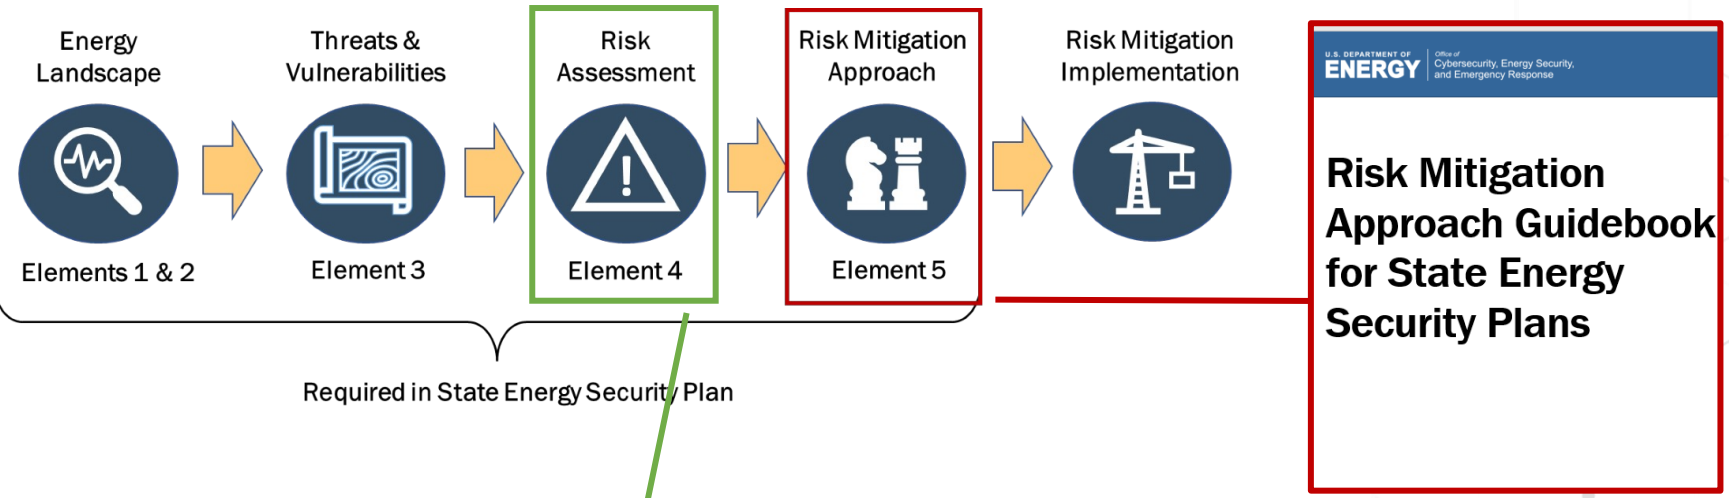 Energy
Landscape
Threats &
Vulnerabilities
Risk
Assessment
Risk Mitigation
Approach
Risk Mitigation
Implementation
Elements 1 & 2
Element 3
Element 4
Element 5
Required in State Energy Security Plan
U.S. DEPARTMENT OF
ENERGY
Office of
Cybersecurity, Energy Security,
and Emergency Response
Risk Mitigation
Approach Guidebook
for State Energy
Security Plans